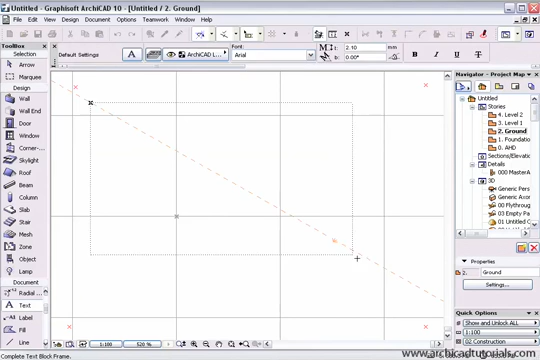 Untitled - Graphisoft ArchiCAD 10 - [Untitled / 2. Ground]
File Edit View Design Document Options Teamwork Window Help
ToolBox
Selection
Arrow
Marquee
Design
Wall
Wall End
Door
Window
Corner-...
Skylight
Roof
Beam
Column
Slab
Stair
Mesh
Zone
Object
Lamp
Document
Radial ...
Text
Label
Fill
Line
Default Settings
A
ArchiCAD L...
Font:
Arial
M
2.10
mm
b:
0.00°
B
I
U
Navigator - Project Map
Untitled
Stories
4. Level 2
3. Level 1
2. Ground
1. Foundatio
0. AHD
Sections/Elevatio
Details
000 MasterA
3D
Generic Pers
Generic Axon
00 Flythroug
03 Empty Pa
01 Untitled C
Properties
2.
Ground
Settings...
Quick Options
Show and Unlock ALL
1:100
02 Construction
1:100
520 %
Complete Text Block Frame.
www.archicadtutorials.com